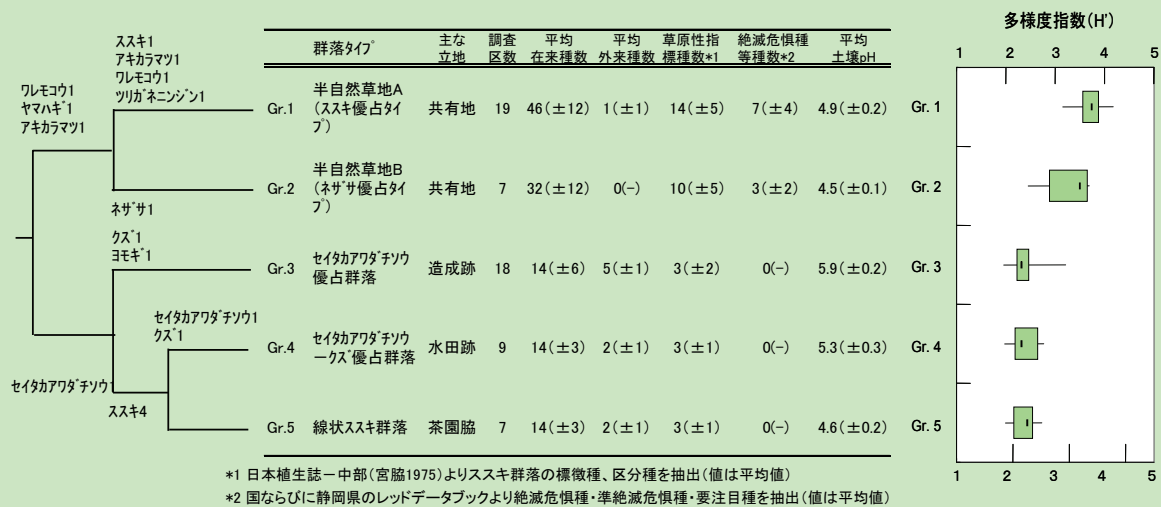 多様度指数(H')
群落タイプ 主な立地 調査区数 平均在来種数 平均外来種数 草原性指標種数*1 絶滅危惧種等種数*2 平均土壌pH
1 2 3 4 5
ススキ1
アキカラマツ1
ワレモコウ1
ツリガネニンジン1
ワレモコウ1
ヤマハギ1
アキカラマツ1
Gr.1 半自然草地A(ススキ優占タイプ) 共有地 19 46(±12) 1(±1) 14(±5) 7(±4) 4.9(±0.2) Gr. 1
Gr.2 半自然草地B(ネザサ優占タイプ) 共有地 7 32(±12) 0(-) 10(±5) 3(±2) 4.5(±0.1) Gr. 2
ネザサ1
クズ1
ヨモギ1
Gr.3 セイタカアワダチソウ優占群落 造成跡 18 14(±6) 5(±1) 3(±2) 0(-) 5.9(±0.2) Gr. 3
セイタカアワダチソウ1
クズ1
Gr.4 セイタカアワダチソウークズ優占群落 水田跡 9 14(±3) 2(±1) 3(±1) 0(-) 5.3(±0.3) Gr. 4
セイタカアワダチソウ1
ススキ4
Gr.5 線状ススキ群落 茶園脇 7 14(±3) 2(±1) 3(±1) 0(-) 4.6(±0.2) Gr. 5
1 2 3 4 5
*1 日本植生誌ー中部(宮脇1975)よりススキ群落の標徴種、区分種を抽出(値は平均値)
*2 国ならびに静岡県のレッドデータブックより絶滅危惧種・準絶滅危惧種・要注目種を抽出(値は平均値)